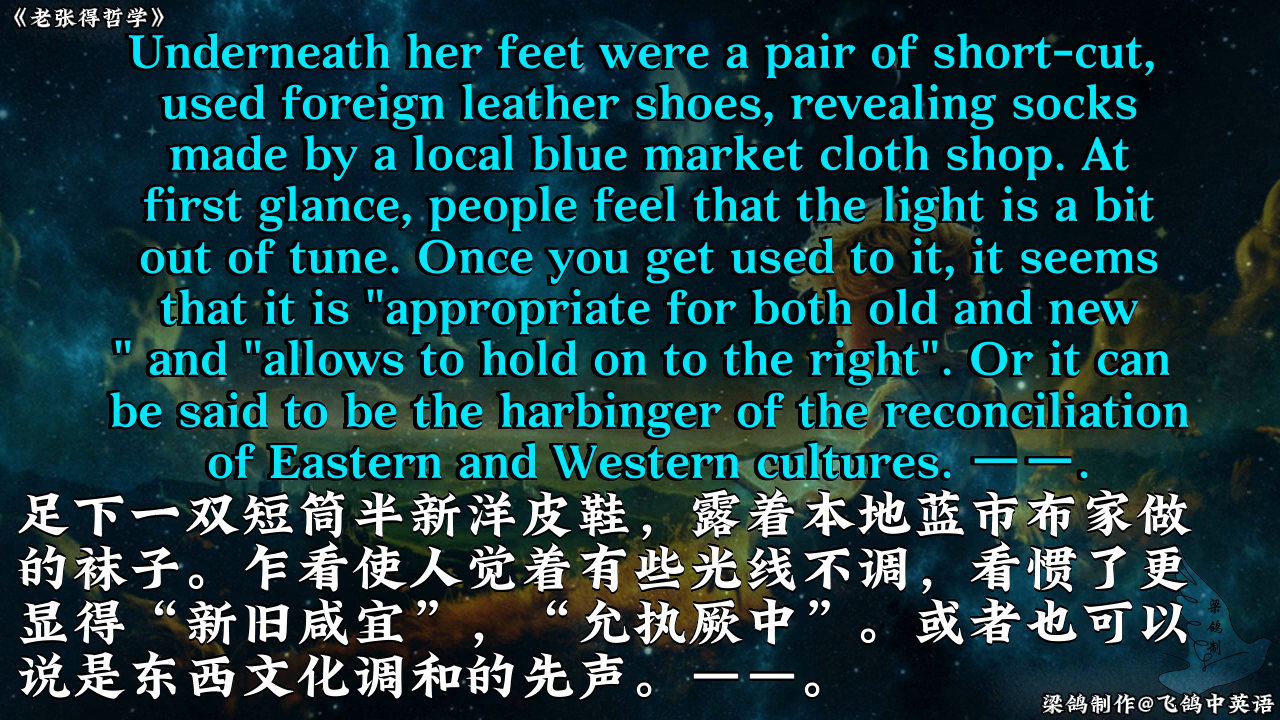 《老张得哲学》
Underneath her feet were a pair of short-cut,
used foreign leather shoes, revealing socks
made by a local blue market cloth shop. At
first glance, people feel that the light is a bit
out of tune. Once you get used to it, it seems
that it is "appropriate for both old and new
" and "allows to hold on to the right". Or it can
be said to be the harbinger of the reconciliation
of Eastern and Western cultures. 一一.
足下一双短筒半新洋皮鞋，露着本地蓝市布家做
的袜子。乍看使人觉着有些光线不调，看惯了更
显得“新旧咸宜”，“允执厥中”。或者也可以
说是东西文化调和的先声。一一。
梁鸽制
梁鸽制作@飞鸽中英语